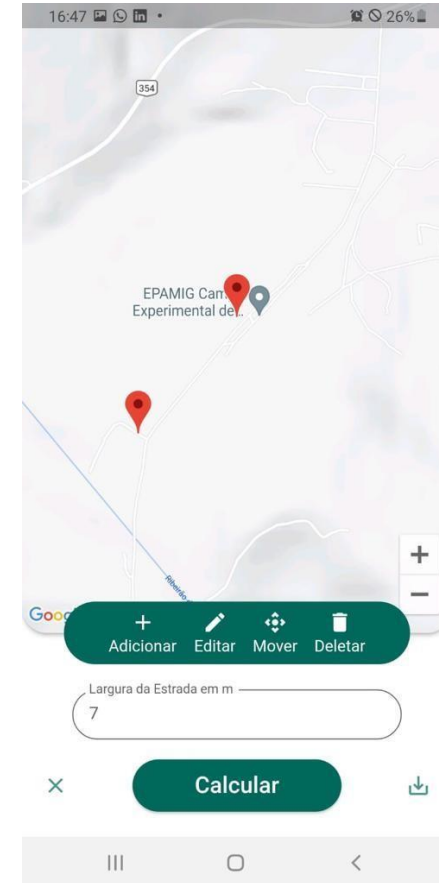 16:47
26%
354
EPAMIG Cam
Experimental de..
Ribeirão
Goo
+
−
Adicionar Editar Mover Deletar
Largura da Estrada em m
7
Calcular